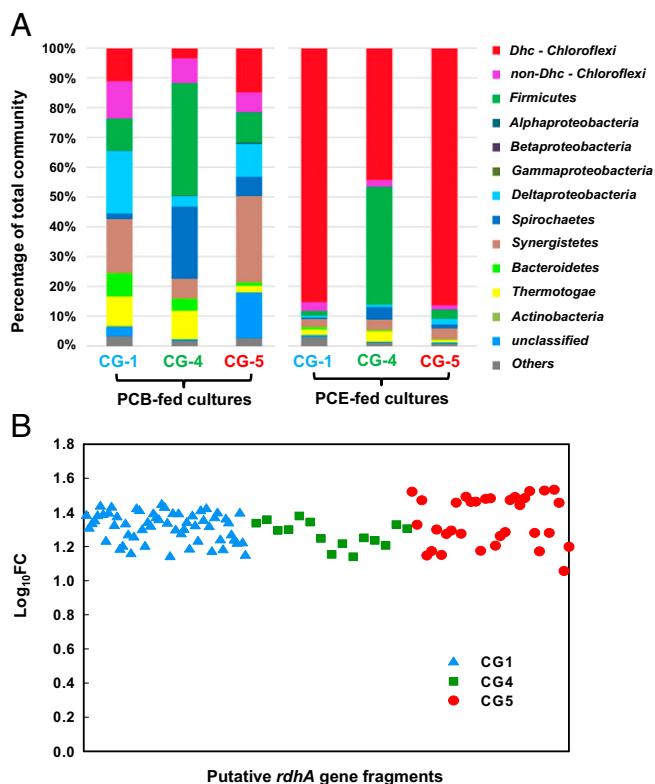 A
Percentage of total community
100%
90%
80%
70%
60%
50%
40%
30%
20%
10%
0%
CG-1 CG-4 CG-5 CG-1 CG-4 CG-5
PCB-fed cultures PCE-fed cultures
Dhc - Chloroflexi
non-Dhc - Chloroflexi
Firmicutes
Alphaproteobacteria
Betaproteobacteria
Gammaproteobacteria
Deltaproteobacteria
Spirochaetes
Synergistetes
Bacteroidetes
Thermotogae
Actinobacteria
unclassified
Others
B
Log₁₀FC
1.8
1.6
1.4
1.2
1.0
0.8
0.6
0.4
0.2
0.0
CG1
CG4
CG5
Putative rdhA gene fragments